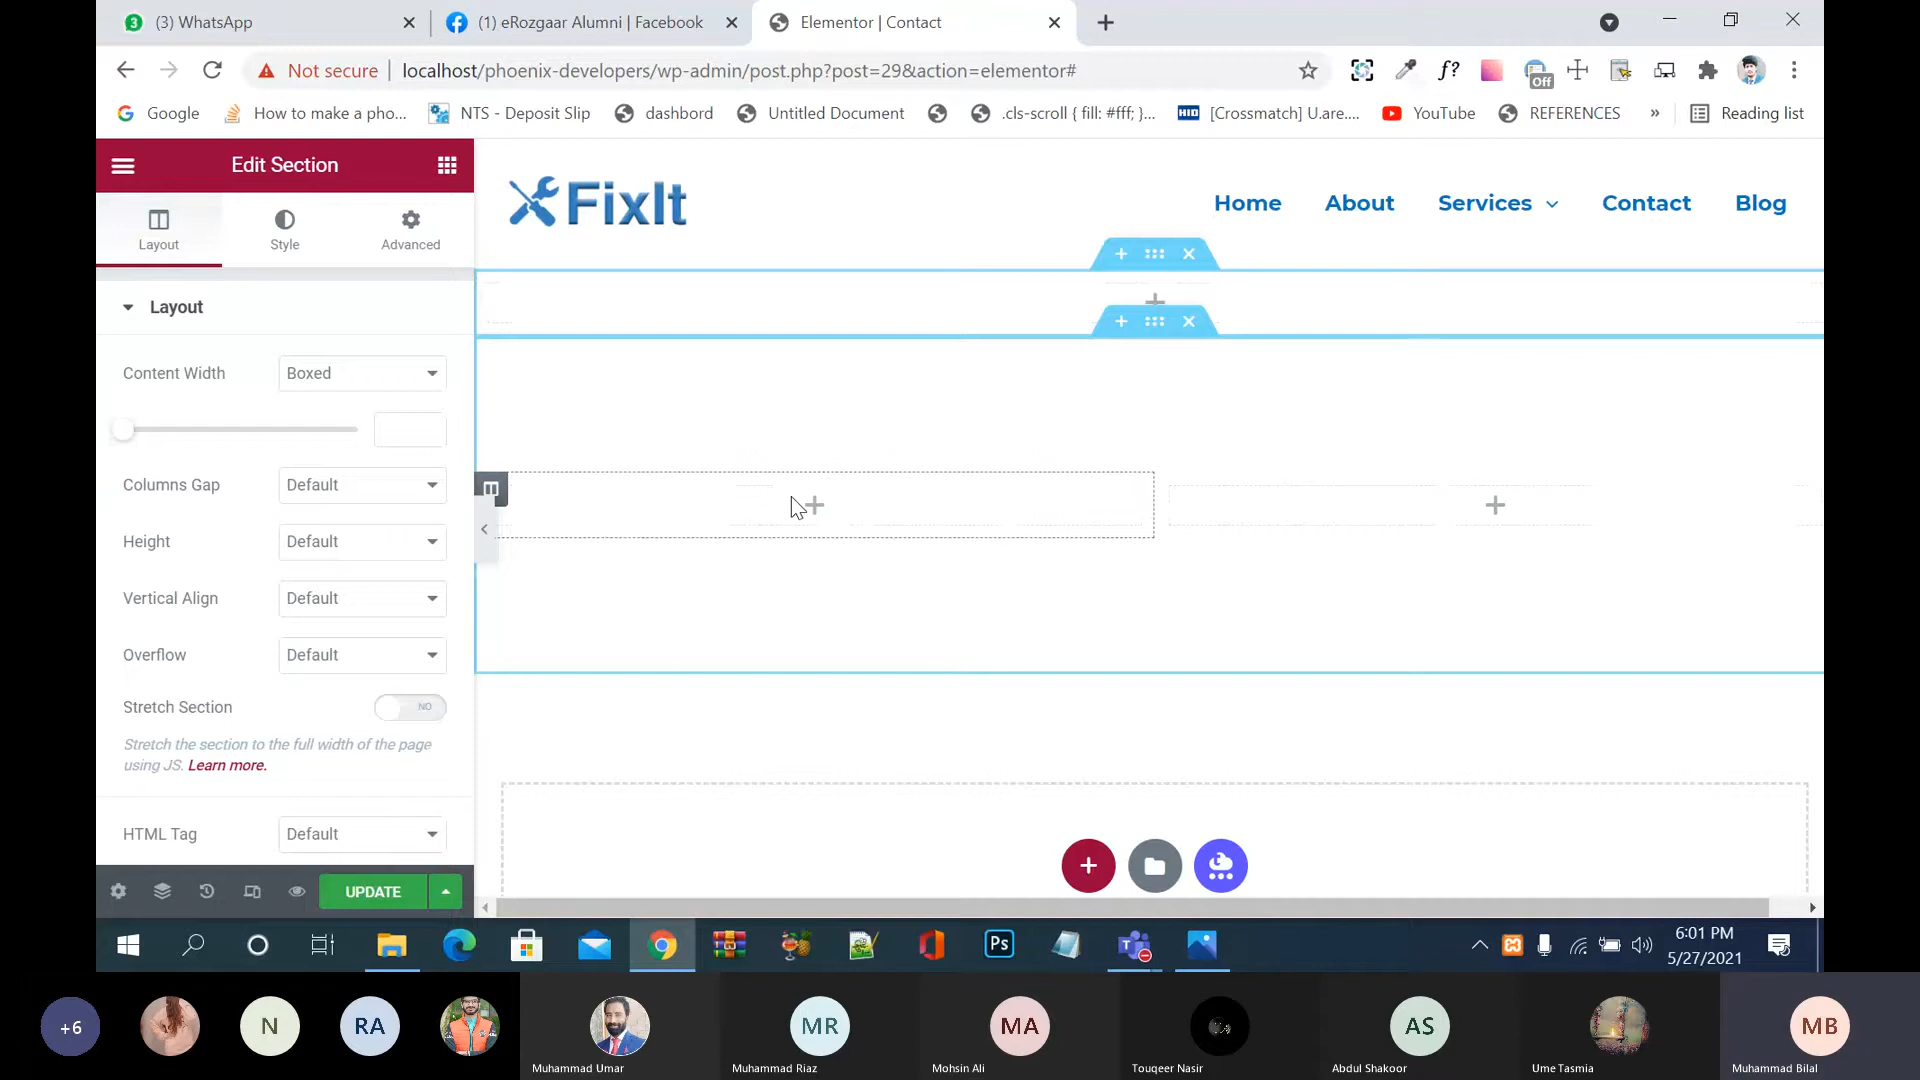 (3) WhatsApp
(1) eRozgaar Alumni | Facebook
Elementor | Contact
Not secure
localhost/phoenix-developers/wp-admin/post.php?post=29&action=elementor#
f?
Off
Google
How to make a pho...
NTS - Deposit Slip
dashbord
Untitled Document
.cls-scroll { fill: #fff; }...
HID
[Crossmatch] U.are....
YouTube
REFERENCES
»
Reading list
Edit Section
FixIt
Home
About
Services
Contact
Blog
Layout
Style
Advanced
Layout
Content Width
Boxed
Columns Gap
Default
Height
Default
Vertical Align
Default
Overflow
Default
Stretch Section
NO
Stretch the section to the full width of the page
using JS. Learn more.
HTML Tag
Default
UPDATE
Ps
6:01 PM
5/27/2021
+6
N
RA
MR
MA
AS
MB
Muhammad Umar
Muhammad Riaz
Mohsin Ali
Touqeer Nasir
Abdul Shakoor
Ume Tasmia
Muhammad Bilal